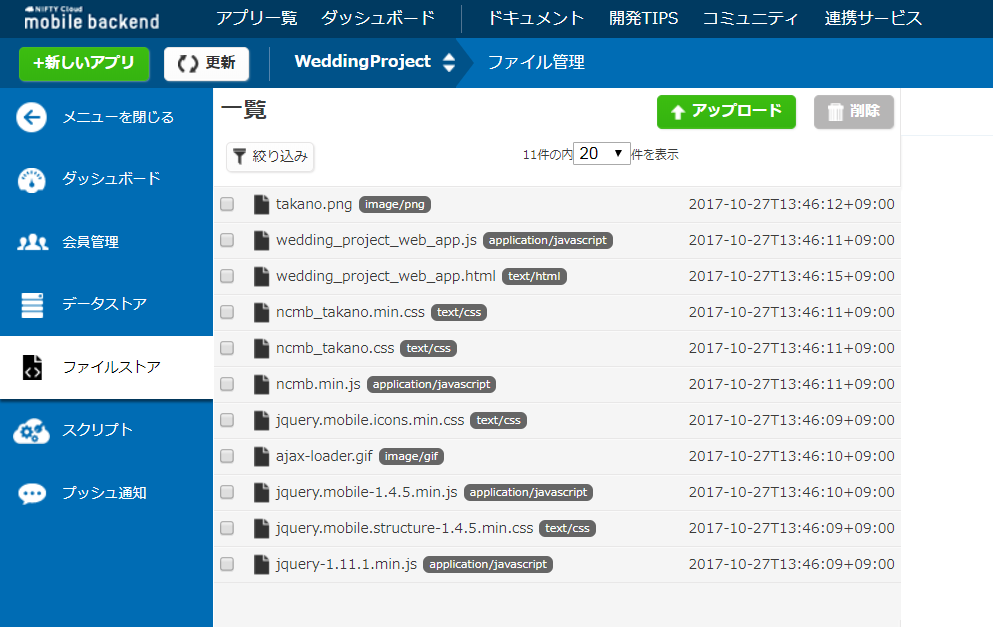 NIFTY Cloud
mobile backend
アプリ一覧 ダッシュボード ドキュメント 開発TIPS コミュニティ 連携サービス
+新しいアプリ 更新 WeddingProject ファイル管理
メニューを閉じる
ダッシュボード
会員管理
データストア
ファイルストア
スクリプト
プッシュ通知
一覧
アップロード 削除
絞り込み 11件の内 20 件を表示
takano.png image/png 2017-10-27T13:46:12+09:00
wedding_project_web_app.js application/javascript 2017-10-27T13:46:11+09:00
wedding_project_web_app.html text/html 2017-10-27T13:46:15+09:00
ncmb_takano.min.css text/css 2017-10-27T13:46:11+09:00
ncmb_takano.css text/css 2017-10-27T13:46:11+09:00
ncmb.min.js application/javascript 2017-10-27T13:46:11+09:00
jquery.mobile.icons.min.css text/css 2017-10-27T13:46:09+09:00
ajax-loader.gif image/gif 2017-10-27T13:46:10+09:00
jquery.mobile-1.4.5.min.js application/javascript 2017-10-27T13:46:10+09:00
jquery.mobile.structure-1.4.5.min.css text/css 2017-10-27T13:46:09+09:00
jquery-1.11.1.min.js application/javascript 2017-10-27T13:46:09+09:00